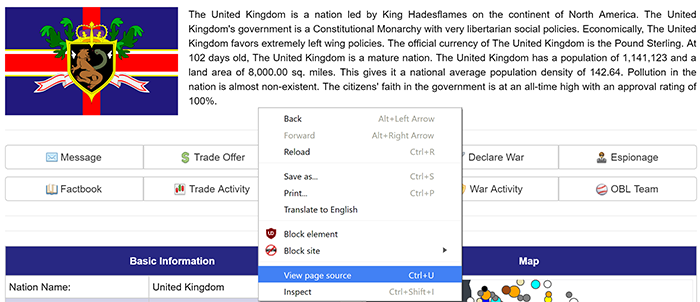 The United Kingdom is a nation led by King Hadesflames on the continent of North America. The United
Kingdom's government is a Constitutional Monarchy with very libertarian social policies. Economically, The United
Kingdom favors extremely left wing policies. The official currency of The United Kingdom is the Pound Sterling. At
102 days old, The United Kingdom is a mature nation. The United Kingdom has a population of 1,141,123 and a
land area of 8,000.00 sq. miles. This gives it a national average population density of 142.64. Pollution in the
nation is almost non-existent. The citizens' faith in the government is at an all-time high with an approval rating of
100%.
Back Alt+Left Arrow
Forward Alt+Right Arrow
Reload Ctrl+R
Message Trade Offer Declare War Espionage
Save as... Ctrl+S
Factbook Trade Activity War Activity OBL Team
Print... Ctrl+P
Translate to English
Block element
Block site
Basic Information Map
View page source Ctrl+U
Nation Name: United Kingdom
Inspect Ctrl+Shift+I